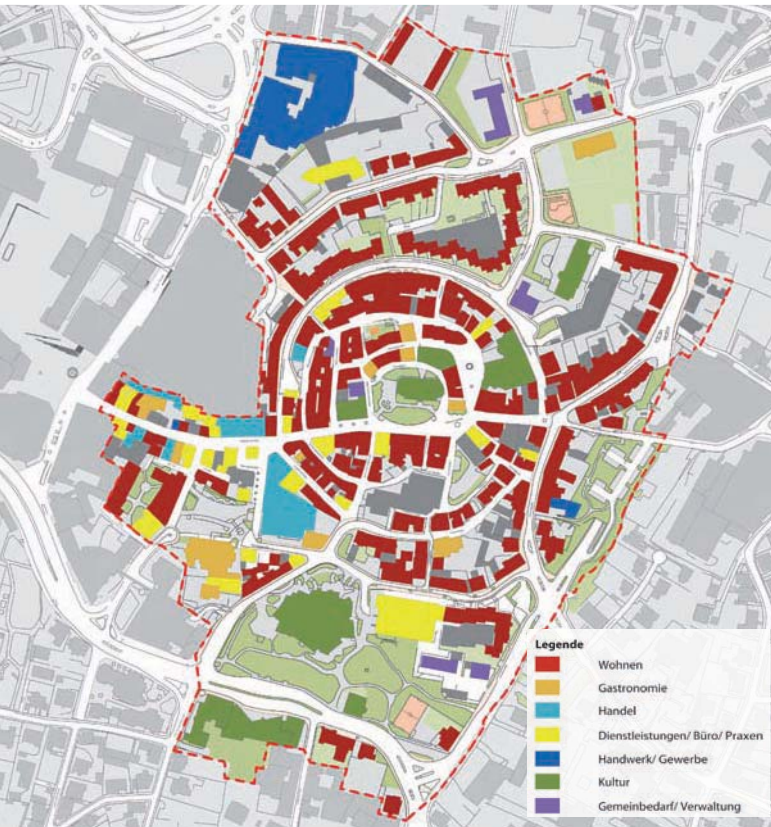 Legende
Wohnen
Gastronomie
Handel
Dienstleistungen/ Büro/ Praxen
Handwerk/ Gewerbe
Kultur
Gemeinbedarf/ Verwaltung